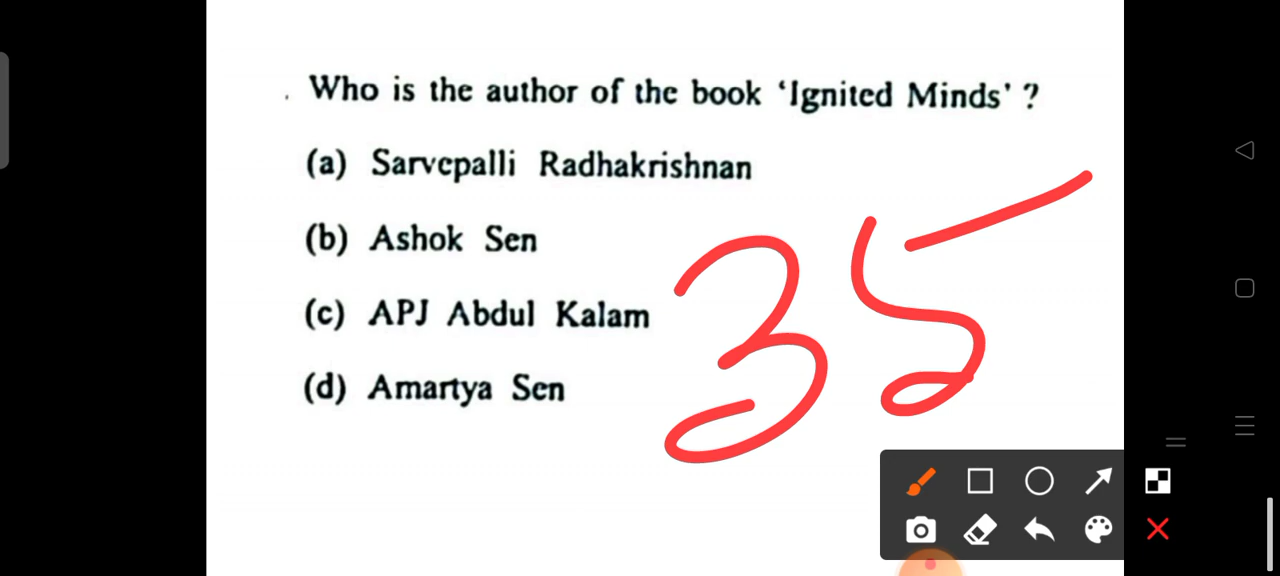 Who is the author of the book ‘Ignited Minds’ ?
(a) Sarvepalli Radhakrishnan
(b) Ashok Sen
(c) APJ Abdul Kalam
(d) Amartya Sen
35